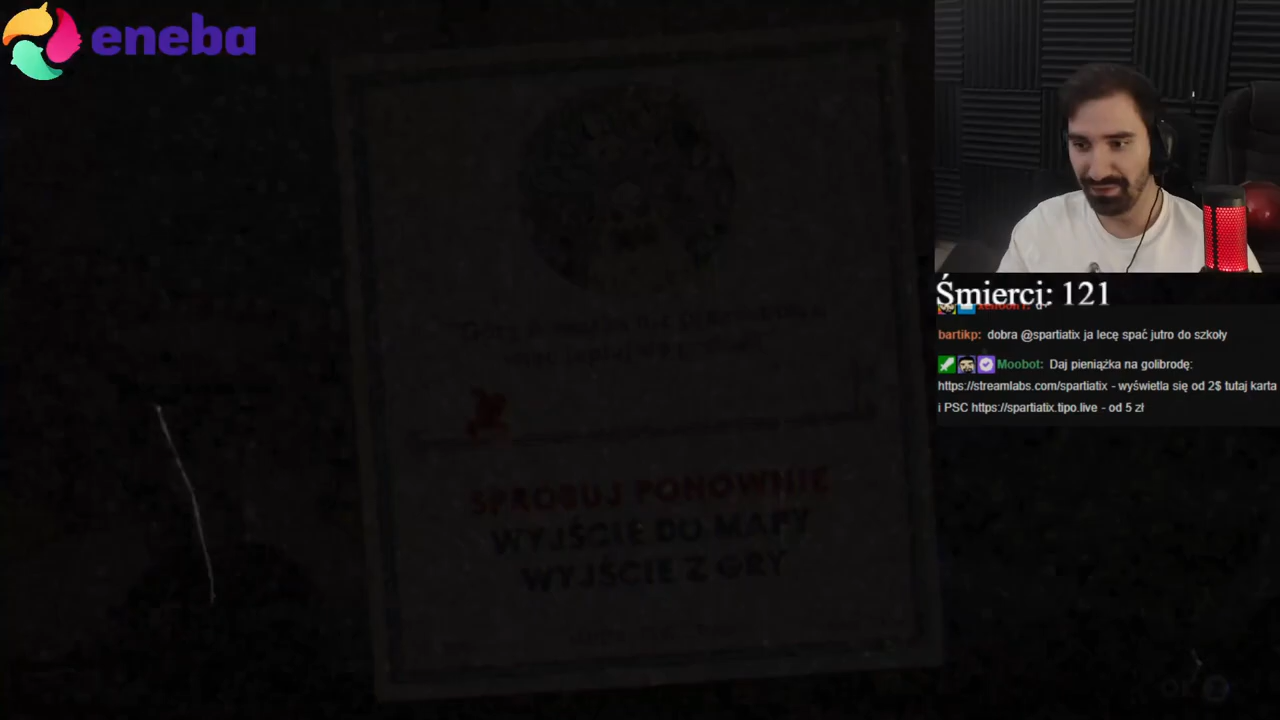 eneba
Śmierci: 121
bartikp: dobra @spartiatix ja lecę spać jutro do szkoły
Moobot: Daj pieniążka na golibrodę:
https://streamlabs.com/spartiatix - wyświetla się od 2$ tutaj karta
i PSC https://spartiatix.tipo.live - od 5 zł
SPRÓBUJ PONOWNIE
WYJŚCIE DO MAPY
WYJŚCIE Z GRY